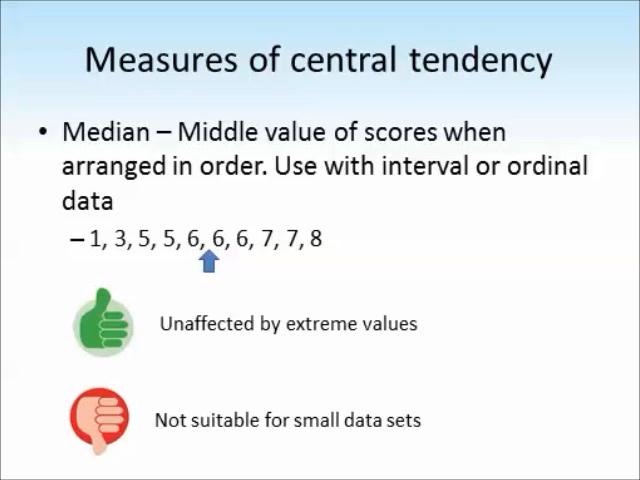 Measures of central tendency
• Median – Middle value of scores when
arranged in order. Use with interval or ordinal
data
– 1, 3, 5, 5, 6, 6, 6, 7, 7, 8
Unaffected by extreme values
Not suitable for small data sets